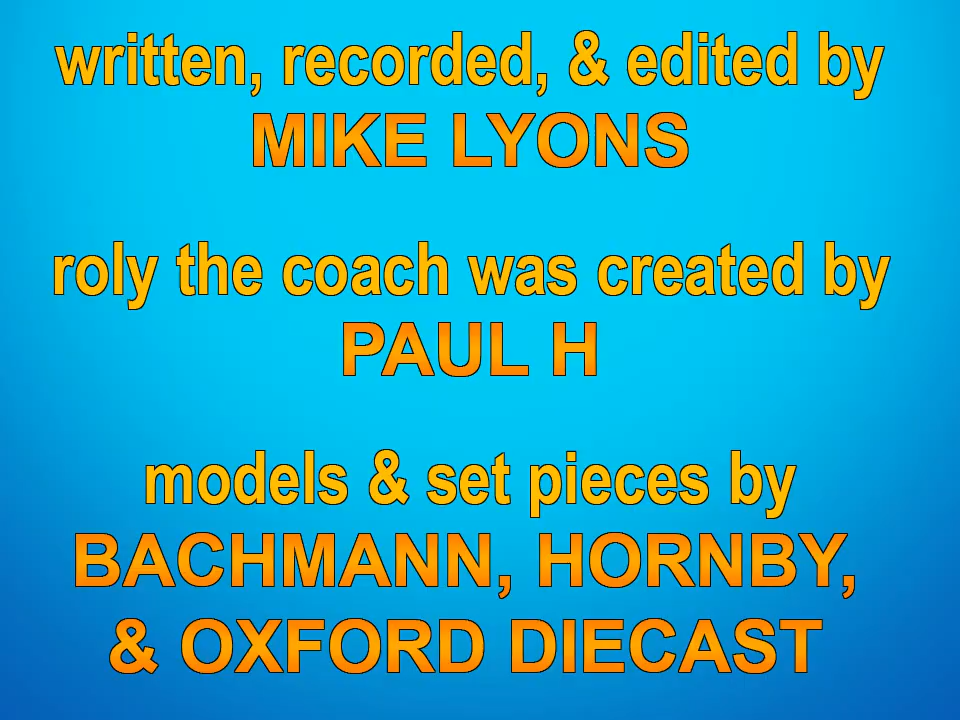 written, recorded, & edited by
MIKE LYONS
roly the coach was created by
PAUL H
models & set pieces by
BACHMANN, HORNBY,
& OXFORD DIECAST